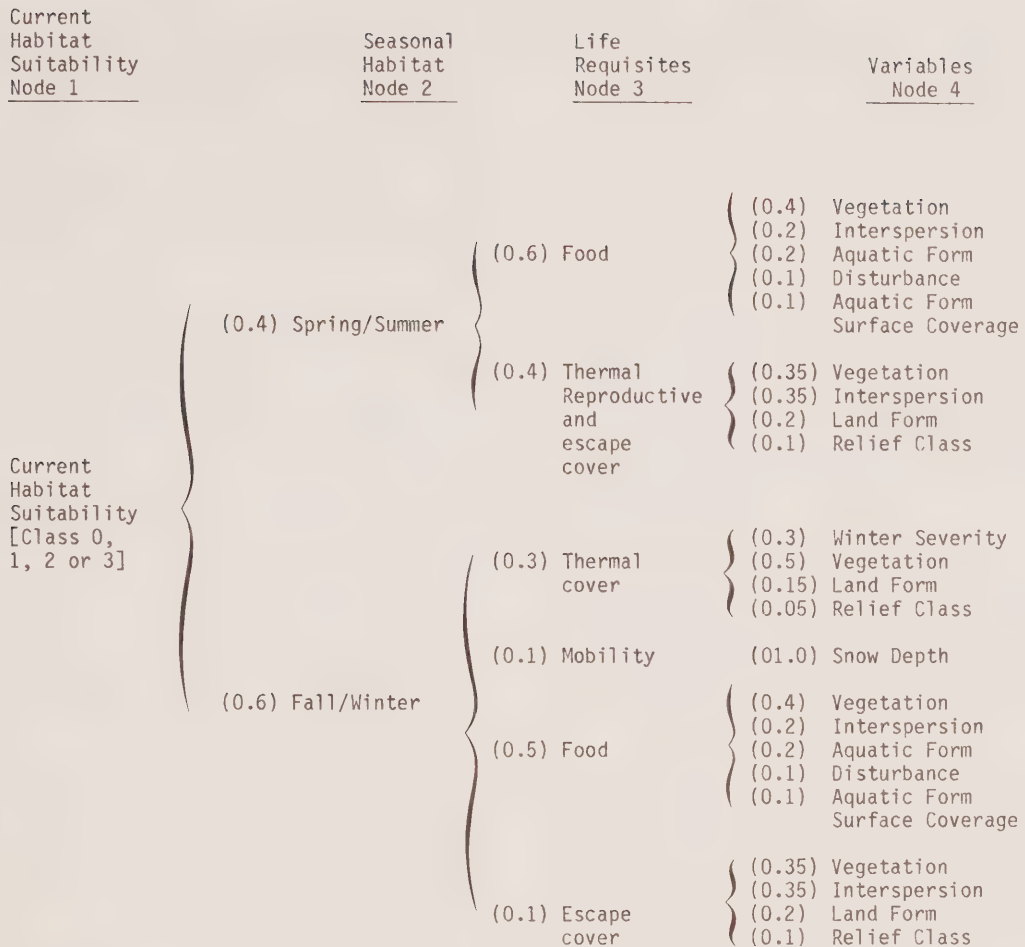 Current
Habitat
Suitability
Node 1
Seasonal
Habitat
Node 2
Life
Requisites
Node 3
Variables
Node 4
(0.4) Vegetation
(0.2) Interspersion
(0.6) Food (0.2) Aquatic Form
(0.1) Disturbance
(0.1) Aquatic Form
(0.4) Spring/Summer Surface Coverage
(0.4) Thermal (0.35) Vegetation
Reproductive (0.35) Interspersion
and (0.2) Land Form
escape (0.1) Relief Class
cover
Current
Habitat
Suitability
[Class 0,
1, 2 or 3]
(0.3) Winter Severity
(0.3) Thermal (0.5) Vegetation
cover (0.15) Land Form
(0.05) Relief Class
(0.1) Mobility (01.0) Snow Depth
(0.6) Fall/Winter (0.4) Vegetation
(0.2) Interspersion
(0.5) Food (0.2) Aquatic Form
(0.1) Disturbance
(0.1) Aquatic Form
Surface Coverage
(0.35) Vegetation
(0.35) Interspersion
(0.1) Escape (0.2) Land Form
cover (0.1) Relief Class